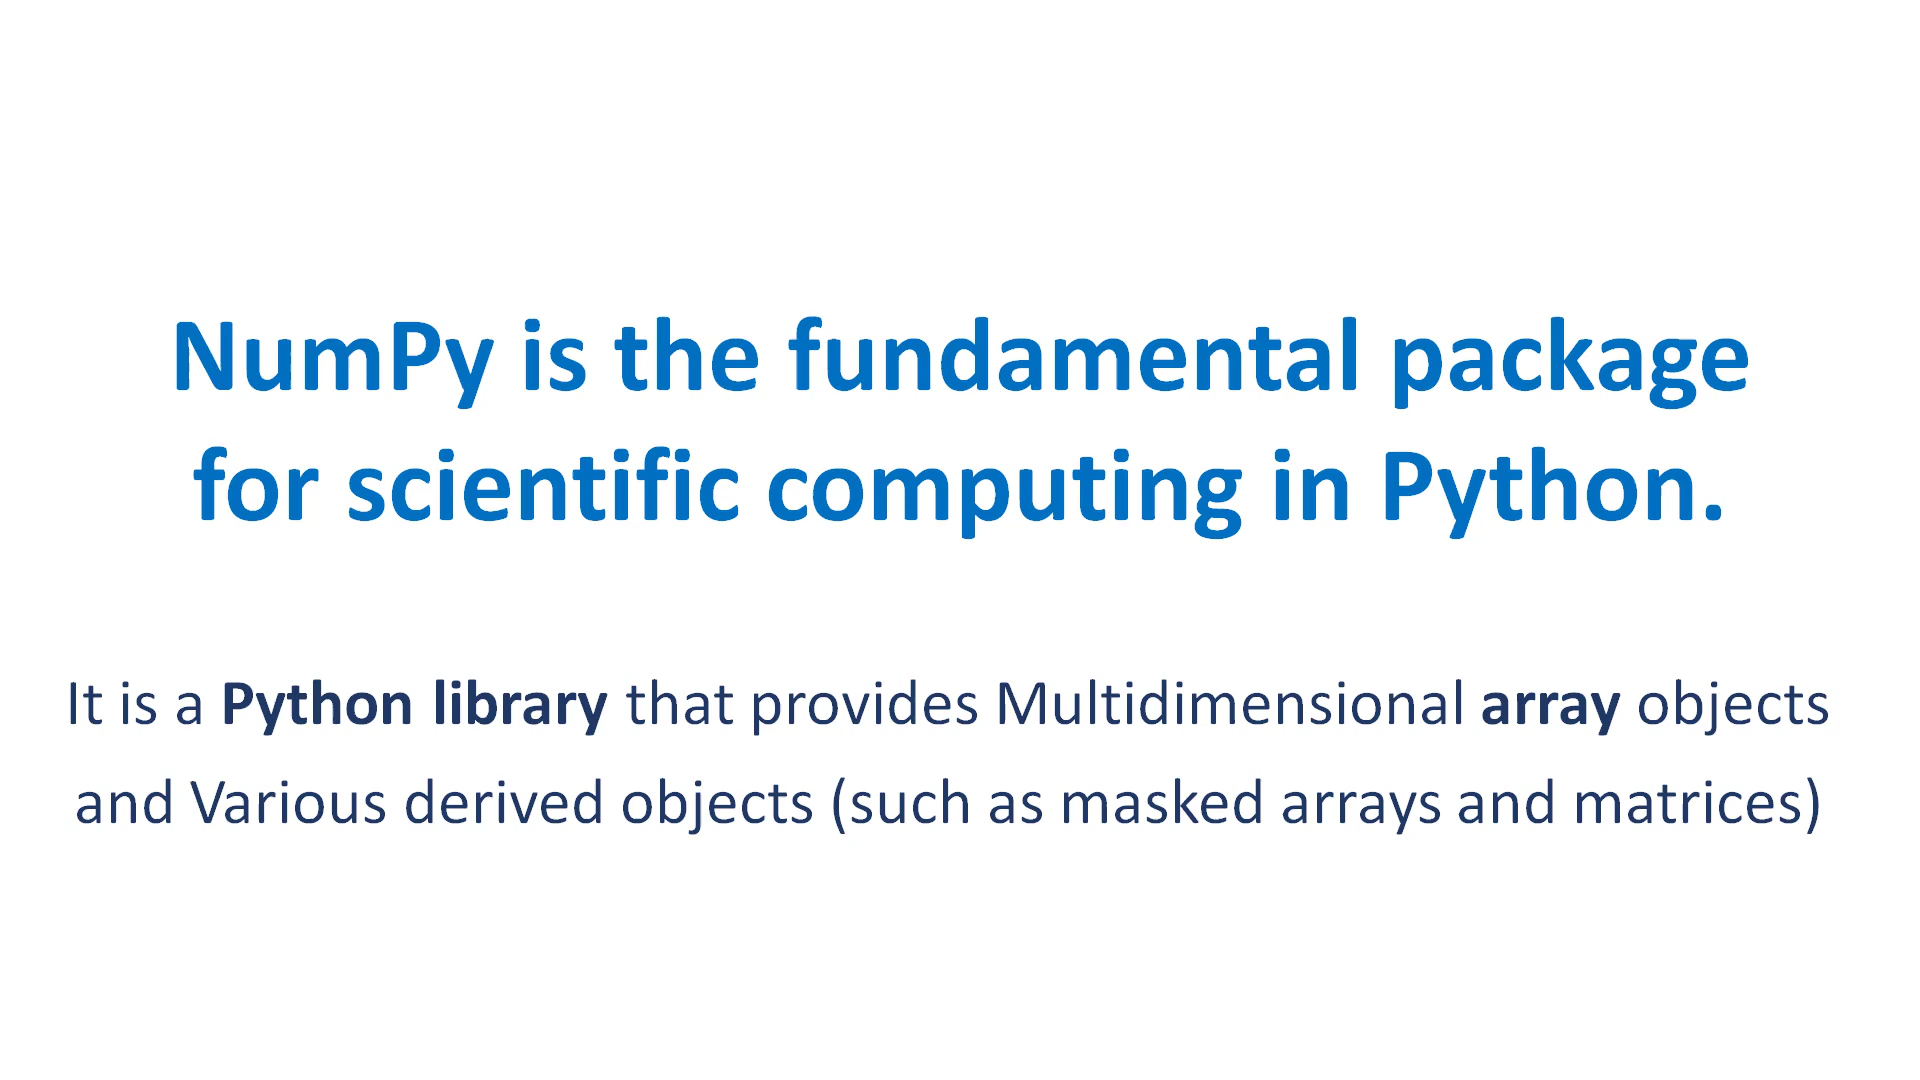 NumPy is the fundamental package
for scientific computing in Python.
It is a Python library that provides Multidimensional array objects
and Various derived objects (such as masked arrays and matrices)